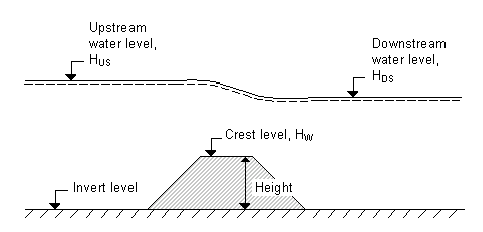 Upstream
water level,
HUS
Downstream
water level,
HDS
Crest level, HW
Invert level
Height